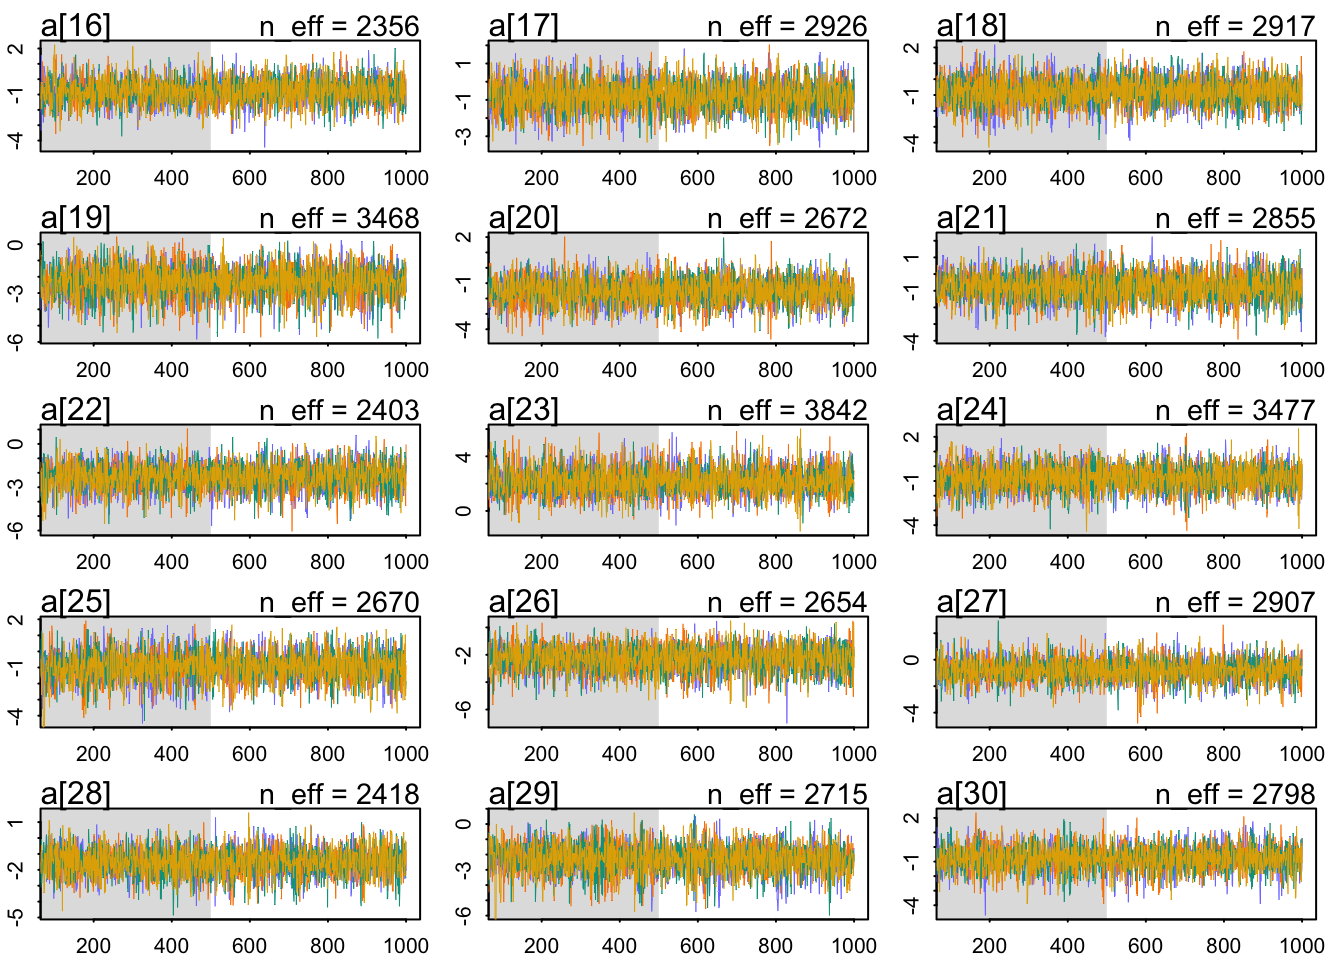 a[16] n_eff = 2356 a[17] n_eff = 2926 a[18] n_eff = 2917
2 -1 -4 1 -1 -3 2 -1 -4
200 400 600 800 1000 200 400 600 800 1000 200 400 600 800 1000
a[19] n_eff = 3468 a[20] n_eff = 2672 a[21] n_eff = 2855
0 -3 -6 2 -1 -4 1 -1 -4
200 400 600 800 1000 200 400 600 800 1000 200 400 600 800 1000
a[22] n_eff = 2403 a[23] n_eff = 3842 a[24] n_eff = 3477
0 -3 -6 4 0 2 -1 -4
200 400 600 800 1000 200 400 600 800 1000 200 400 600 800 1000
a[25] n_eff = 2670 a[26] n_eff = 2654 a[27] n_eff = 2907
2 -1 -4 -2 -6 0 -4
200 400 600 800 1000 200 400 600 800 1000 200 400 600 800 1000
a[28] n_eff = 2418 a[29] n_eff = 2715 a[30] n_eff = 2798
1 -2 -5 0 -3 -6 2 -1 -4
200 400 600 800 1000 200 400 600 800 1000 200 400 600 800 1000